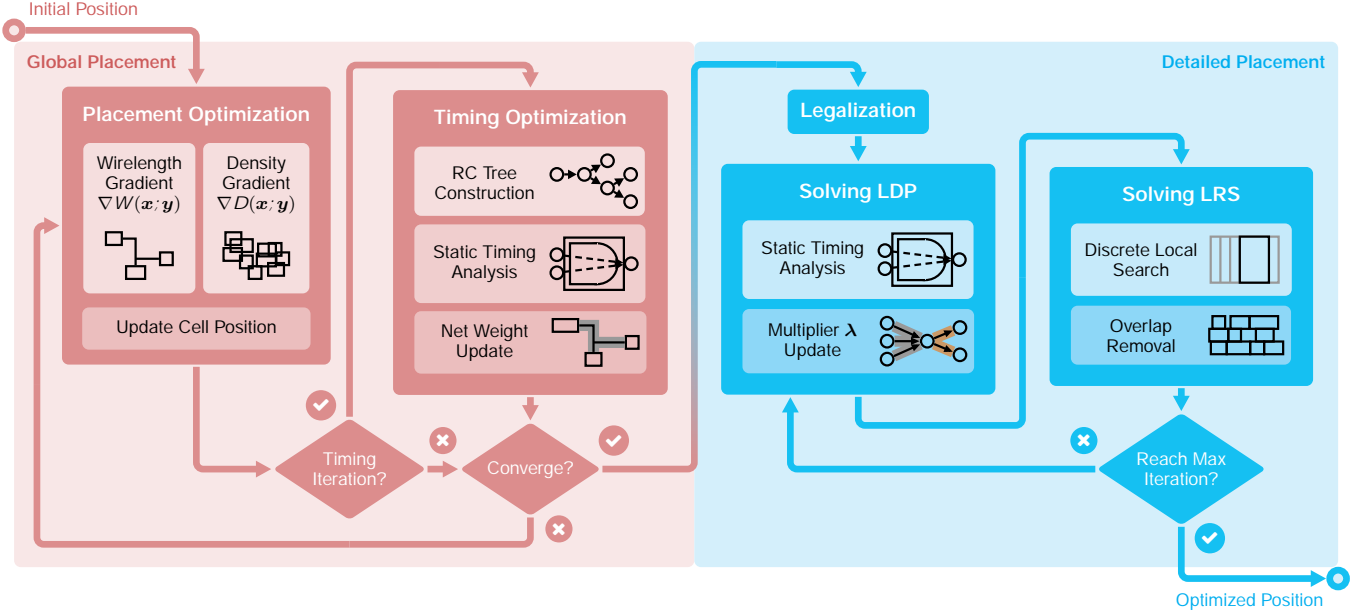 Initial Position
Global Placement
Placement Optimization
Wirelength
Gradient
∇W(x; y)
Density
Gradient
∇D(x; y)
Update Cell Position
Timing
Iteration?
Timing Optimization
RC Tree
Construction
Static Timing
Analysis
Net Weight
Update
Converge?
Detailed Placement
Legalization
Solving LDP
Static Timing
Analysis
Multiplier λ
Update
Solving LRS
Discrete Local
Search
Overlap
Removal
Reach Max
Iteration?
Optimized Position